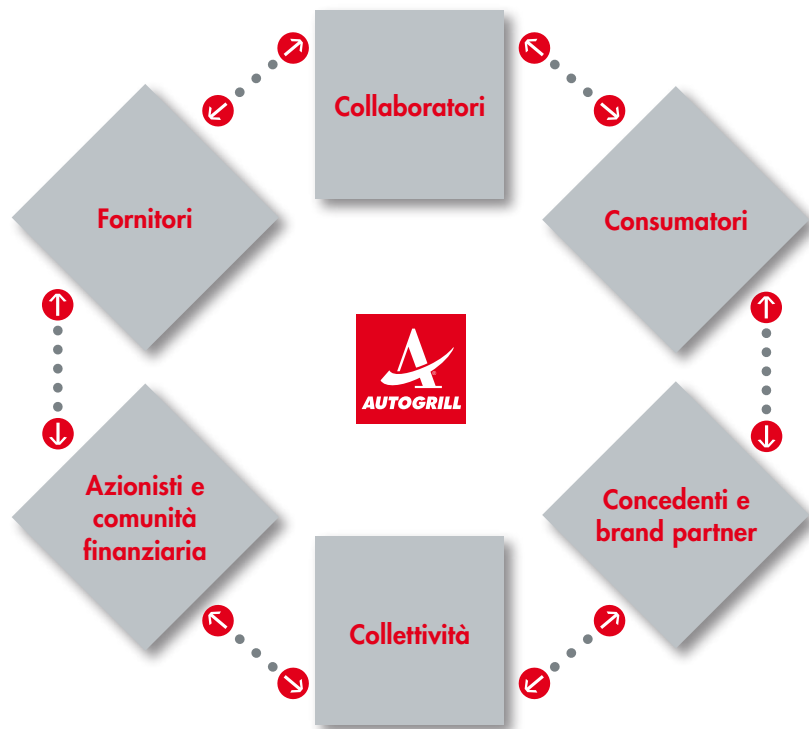 Collaboratori
Fornitori
Consumatori
AUTOGRILL
Azionisti e
comunità
finanziaria
Concedenti e
brand partner
Collettività